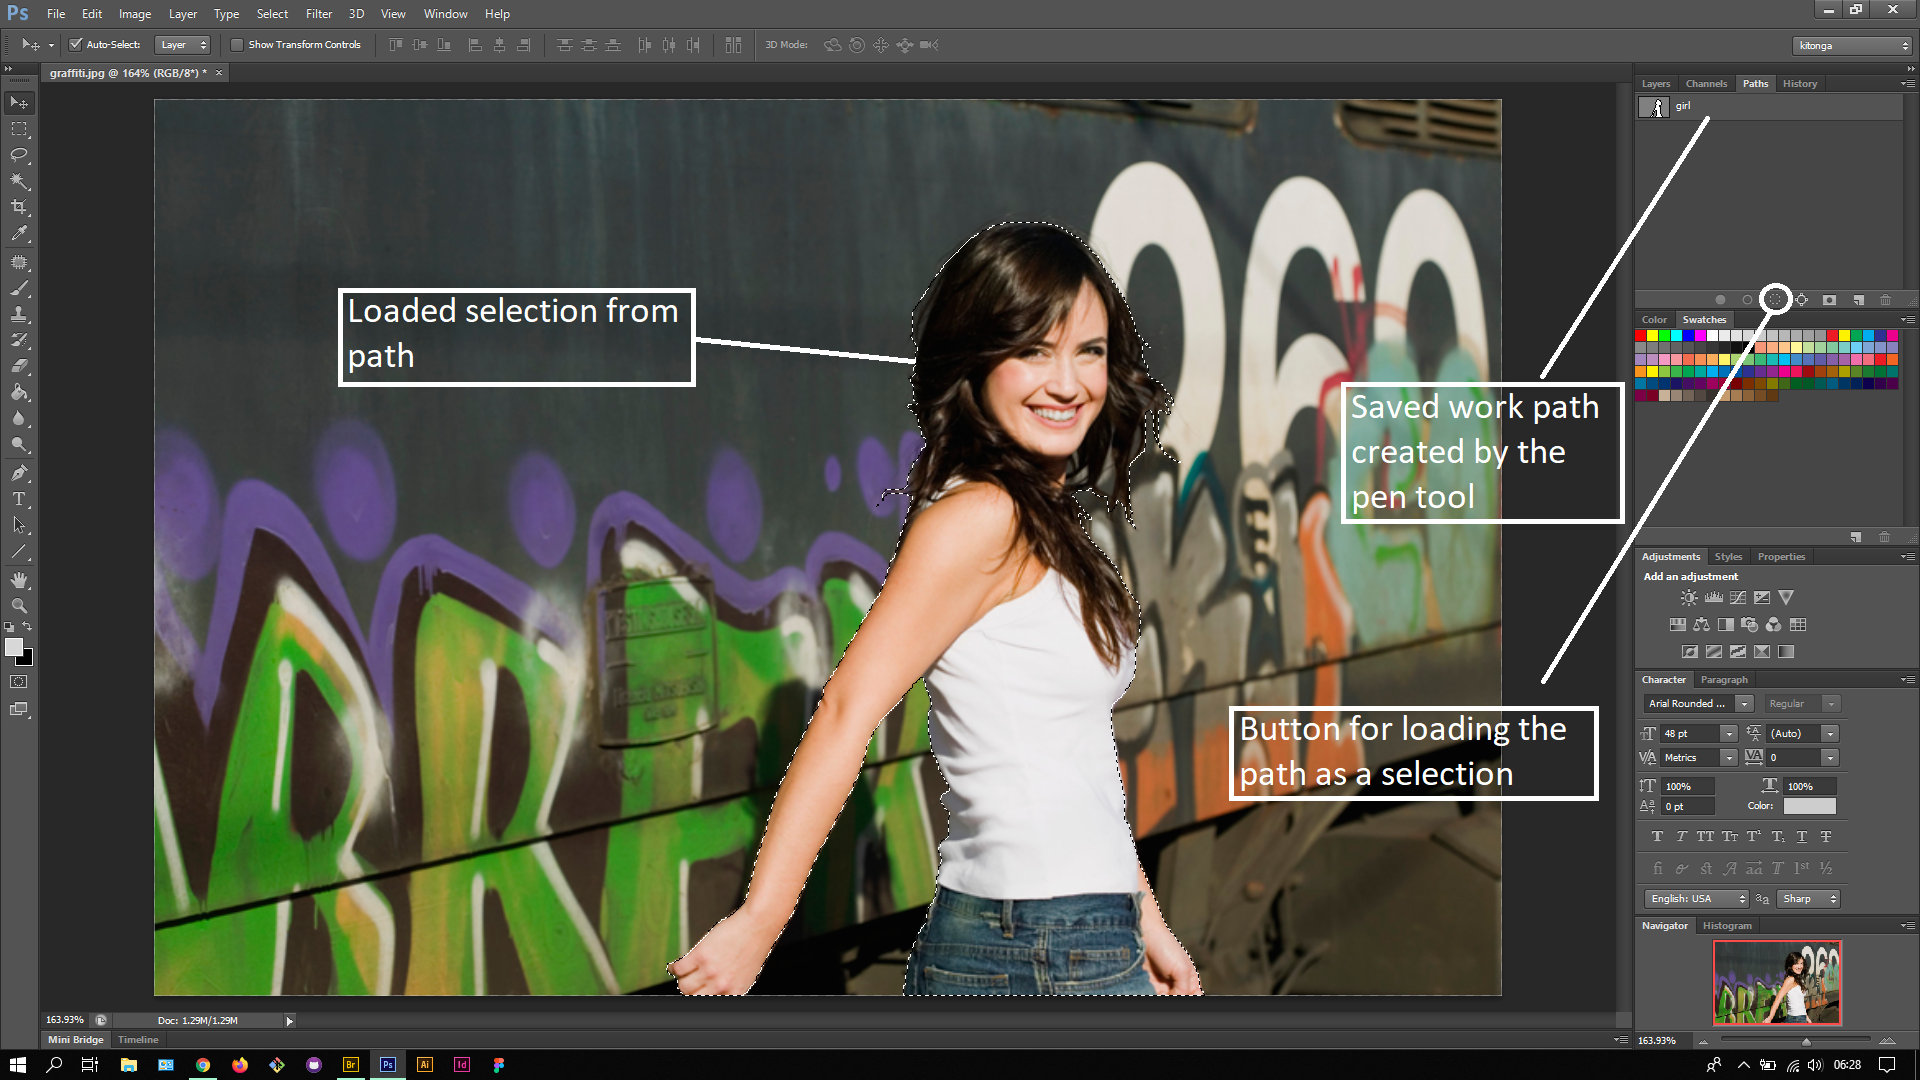 Ps File Edit Image Layer Type Select Filter 3D View Window Help
Auto-Select: Layer Show Transform Controls 3D Mode: kitonga
graffiti.jpg @ 164% (RGB/8*) * ×
Layers Channels Paths History
girl
Loaded selection from
path
Color Swatches
Saved work path
created by the
pen tool
Adjustments Styles Properties
Add an adjustment
Character Paragraph
Arial Rounded ... Regular
48 pt (Auto)
Metrics 0
Button for loading the
path as a selection
100% 100%
0 pt Color:
English: USA Sharp
Navigator Histogram
163.93% Doc: 1.29M/1.29M
Mini Bridge Timeline
163.93%
Br Ps Ai Id 06:28